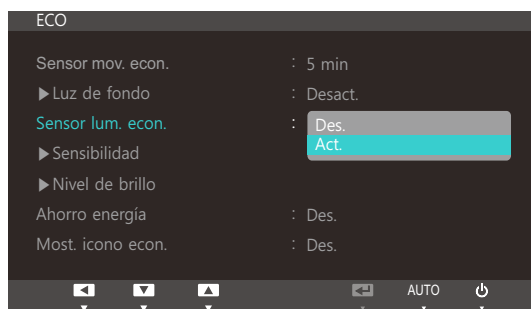 ECO
Sensor mov. econ. : 5 min
▶Luz de fondo : Desact.
Sensor lum. econ. : Des.
Act.
▶Sensibilidad
▶Nivel de brillo
Ahorro energía : Des.
Most. icono econ. : Des.
AUTO